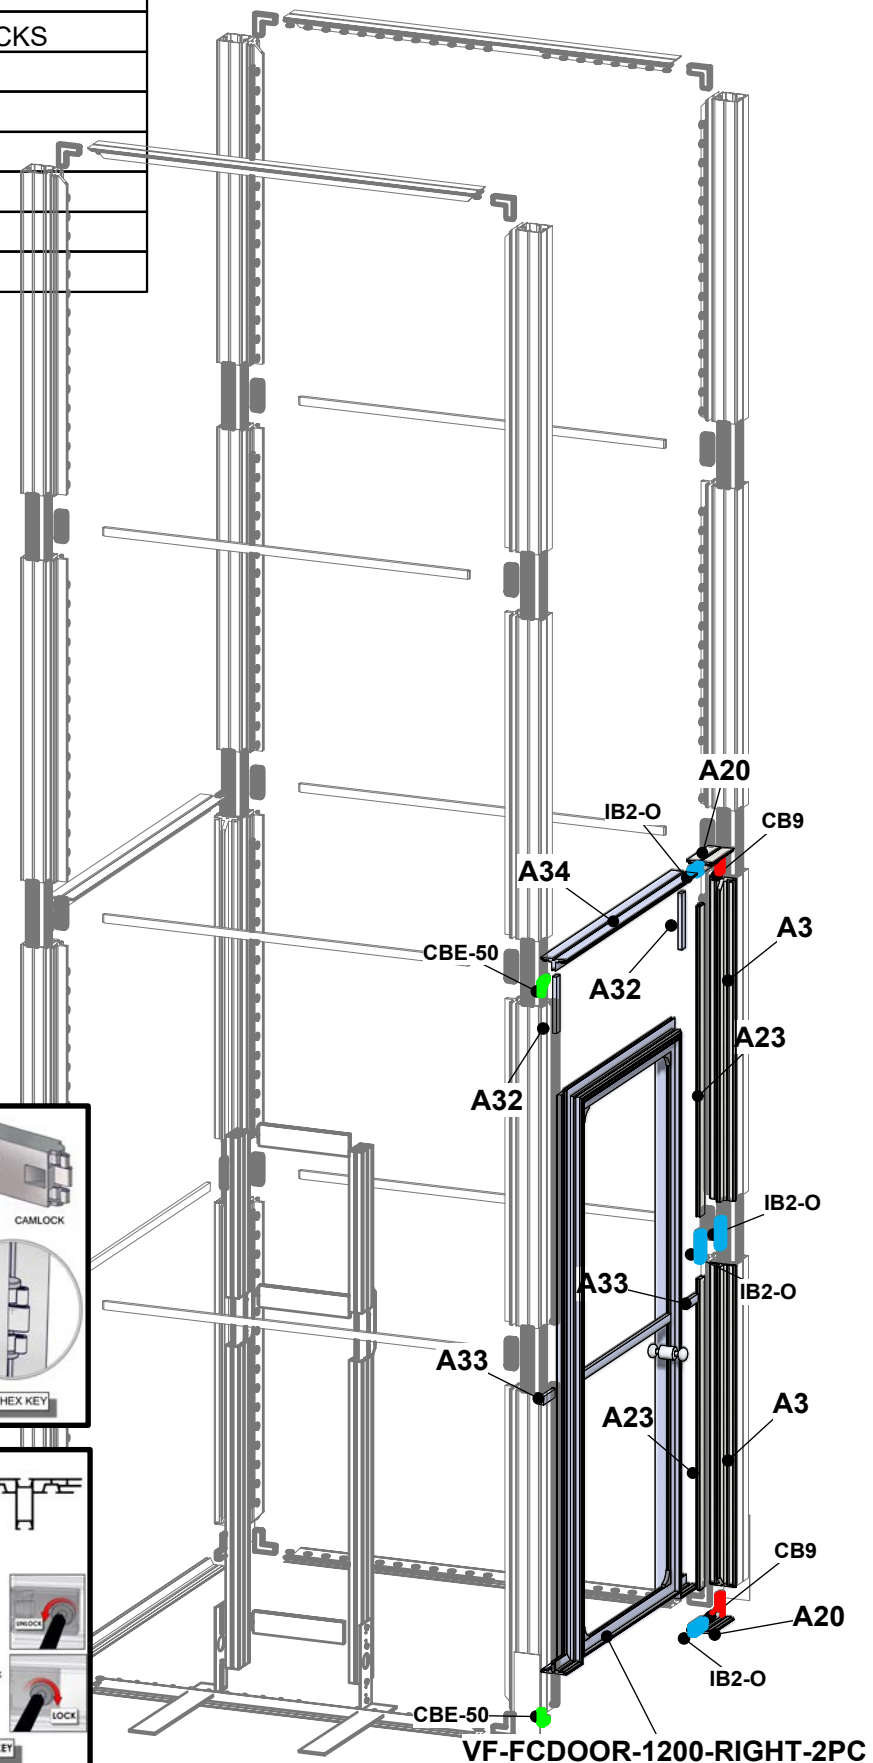 CKS
A20
IB2-O
CB9
A34
A3
CBE-50
A32
A23
A32
CAMLOCK
IB2-O
IB2-O
A33
A33
HEX KEY
A23
A3
CB9
UNLOCK
A20
IB2-O
LOCK
CBE-50
EY
VF-FCDOOR-1200-RIGHT-2PC